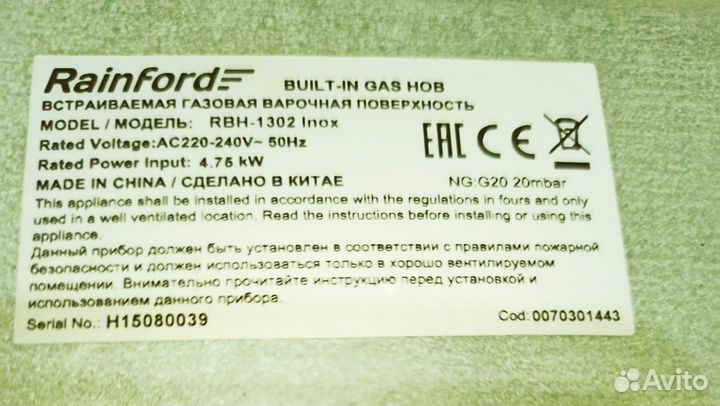 Rainford
BUILT-IN GAS HOB
ВСТРАИВАЕМАЯ ГАЗОВАЯ ВАРОЧНАЯ ПОВЕРХНОСТЬ
MODEL / МОДЕЛЬ: RBH-1302 Inox
Rated Voltage:AC220-240V~ 50Hz
Rated Power Input: 4.75 kW
EAC CE
MADE IN CHINA / СДЕЛАНО В КИТАЕ
NG:G20 20mbar
This appliance shall be installed in accordance with the regulations in fours and only
used in a well ventilated location. Read the instructions before installing or using this
appliance.
Данный прибор должен быть установлен в соответствии с правилами пожарной
безопасности и должен использоваться только в хорошо вентилируемом
помещении. Внимательно прочитайте инструкцию перед установкой и
использованием данного прибора.
Serial No.: H15080039
Cod: 0070301443
Avito